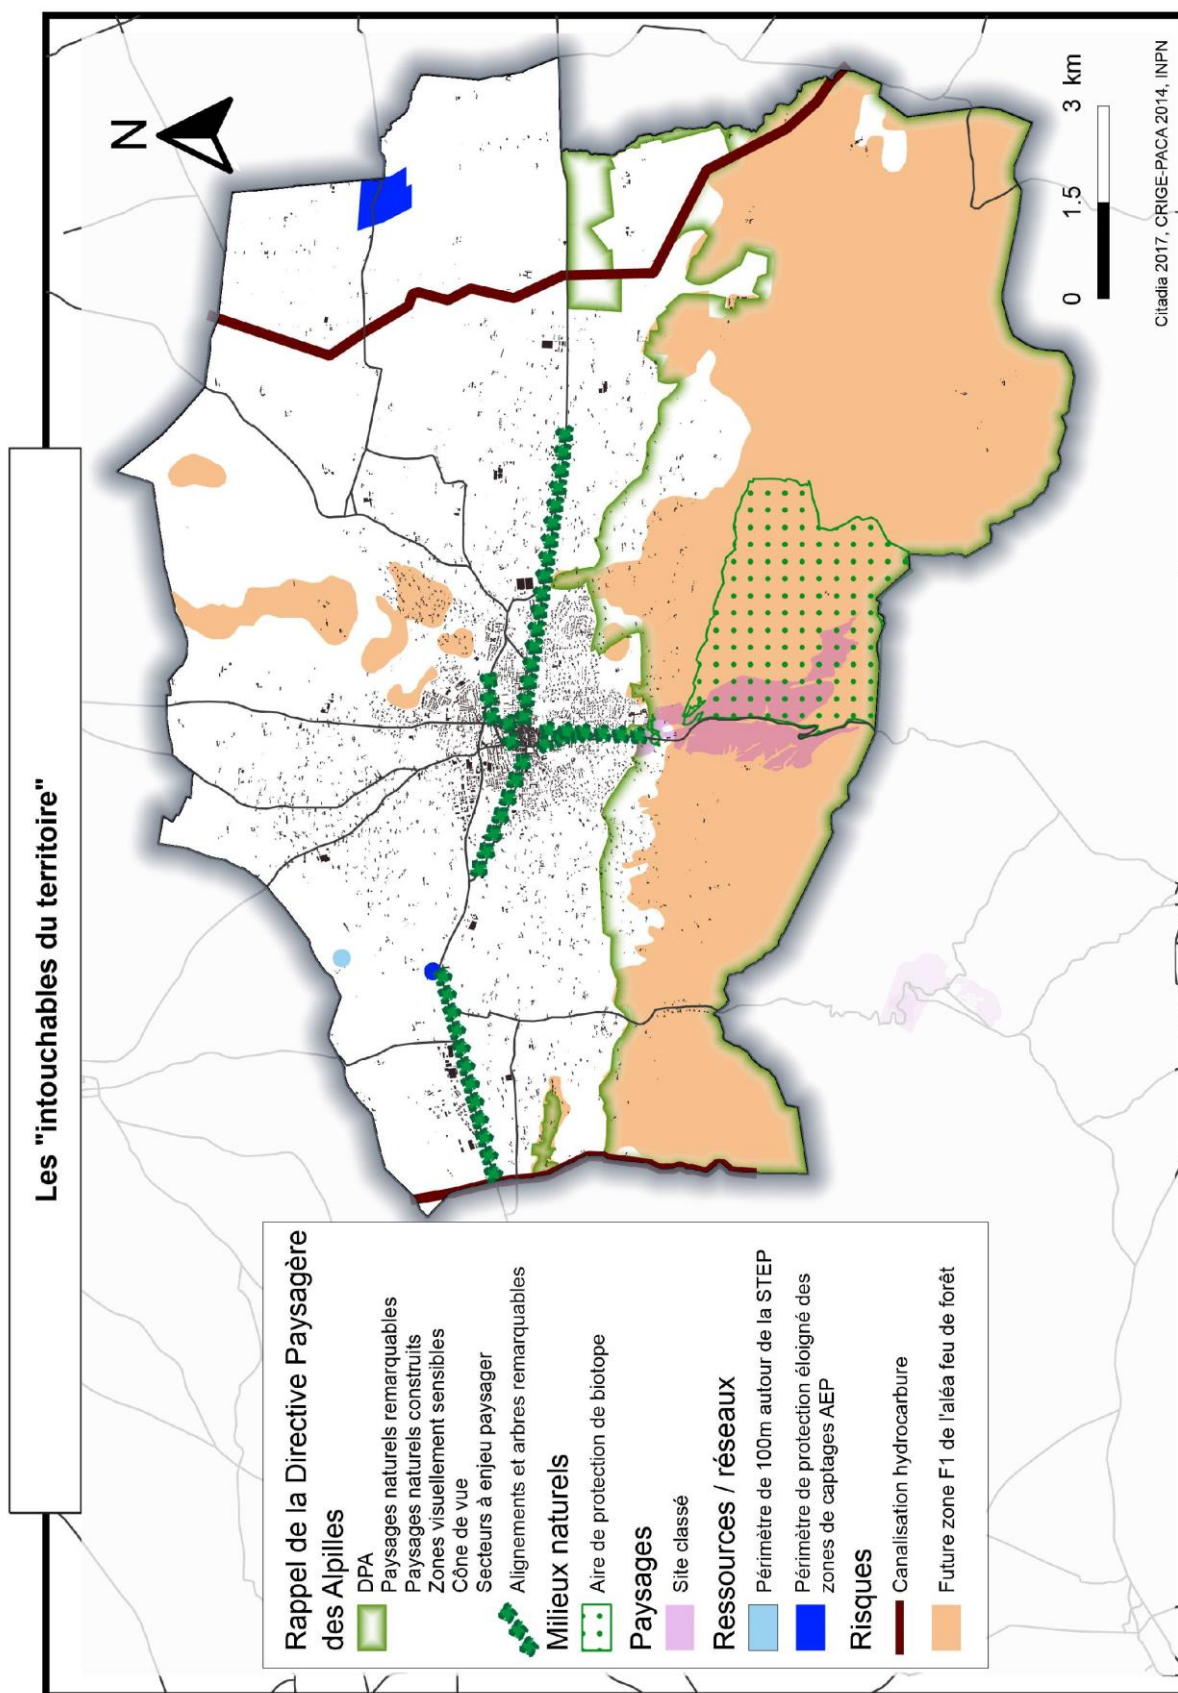 Les "intouchables du territoire"
N
Rappel de la Directive Paysagère
des Alpilles
DPA
Paysages naturels remarquables
Paysages naturels construits
Zones visuellement sensibles
Cône de vue
Secteurs à enjeu paysager
Alignements et arbres remarquables
Milieux naturels
Aire de protection de biotope
Paysages
Site classé
Ressources / réseaux
Périmètre de 100m autour de la STEP
Périmètre de protection éloigné des
zones de captages AEP
Risques
Canalisation hydrocarbure
Future zone F1 de l'aléa feu de forêt
0 1.5 3 km
Citadia 2017, CRIGE-PACA 2014, INPN